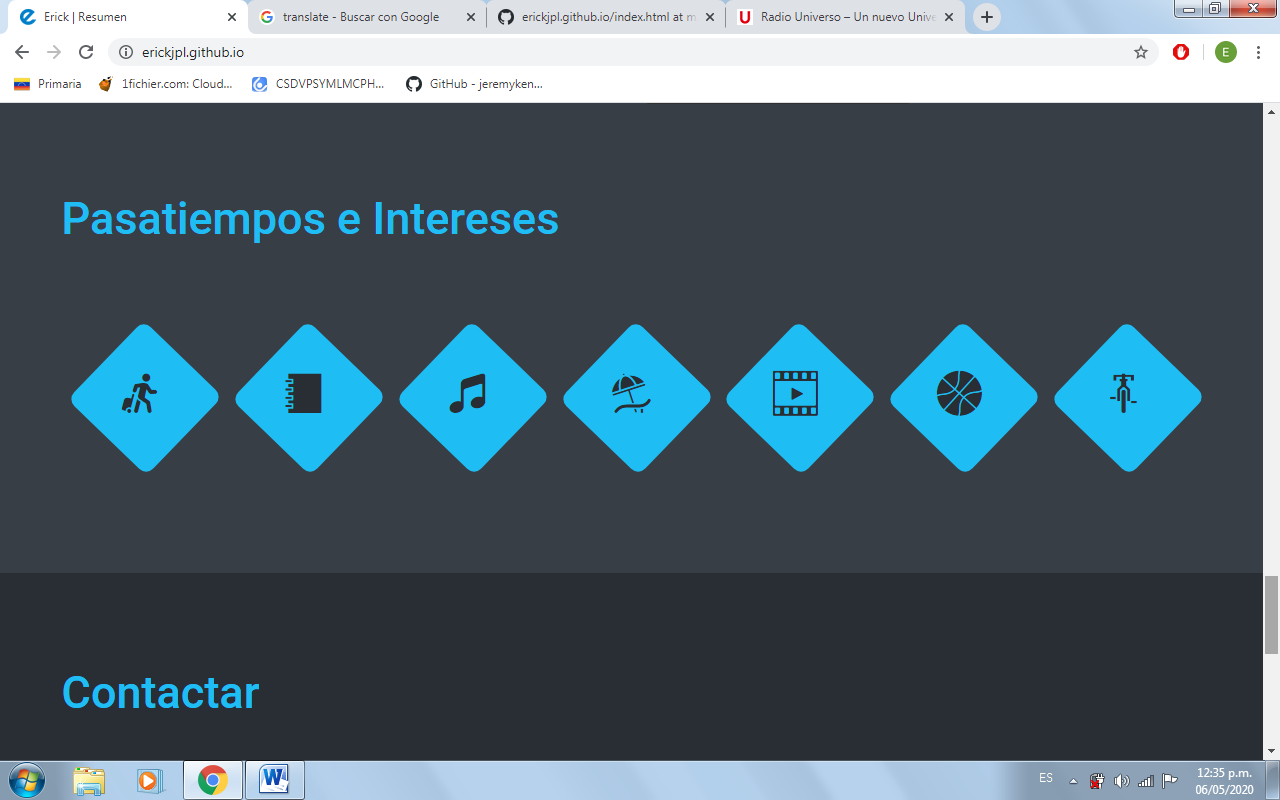 Erick | Resumen
translate - Buscar con Google
erickjpl.github.io/index.html at m
Radio Universo – Un nuevo Unive
erickjpl.github.io
E
Primaria
1fichier.com: Cloud...
CSDVPSYMLMCPH...
GitHub - jeremyken...
Pasatiempos e Intereses
Contactar
ES
12:35 p.m.
06/05/2020